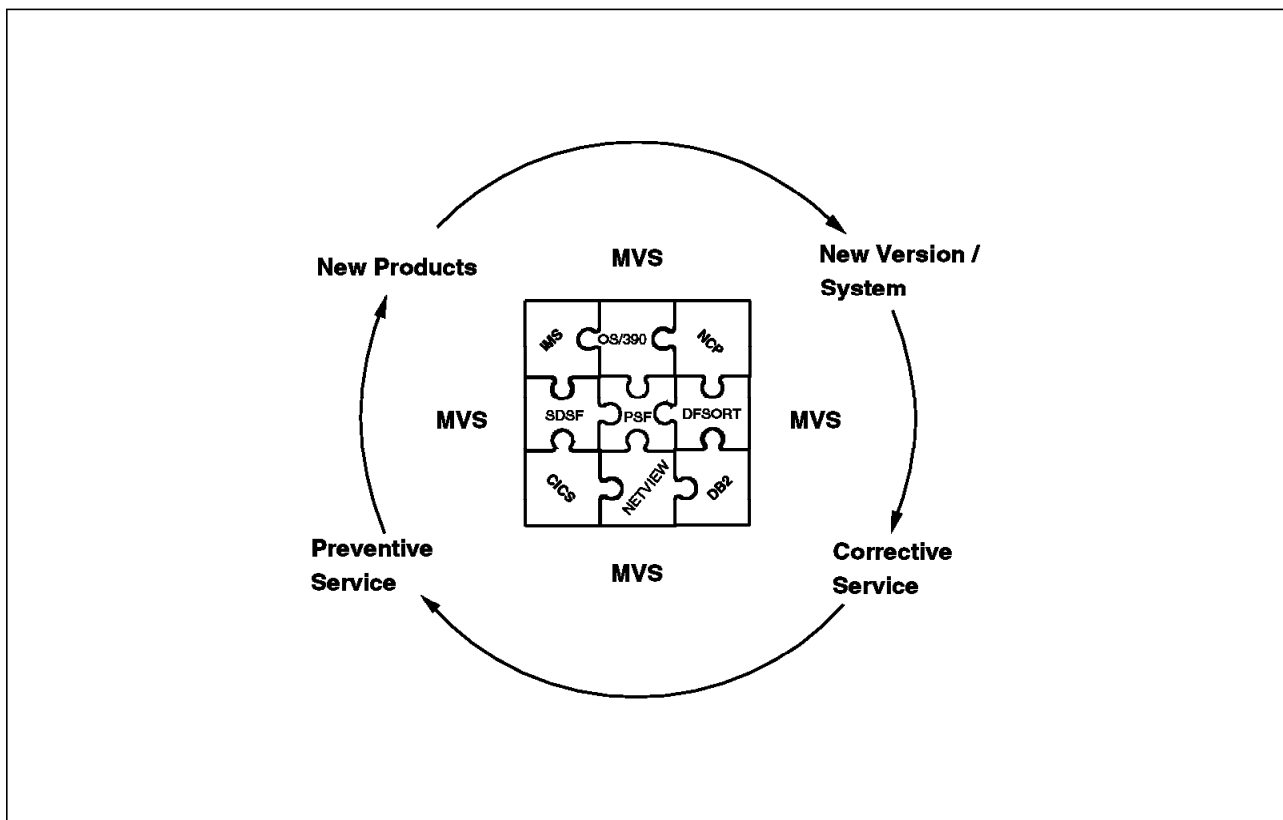 MVS
New Products
New Version /
System
IMS
OS/390
NCP
MVS
SDSF
PSF
DFSORT
MVS
CICS
NETVIEW
DB2
Preventive
Service
MVS
Corrective
Service